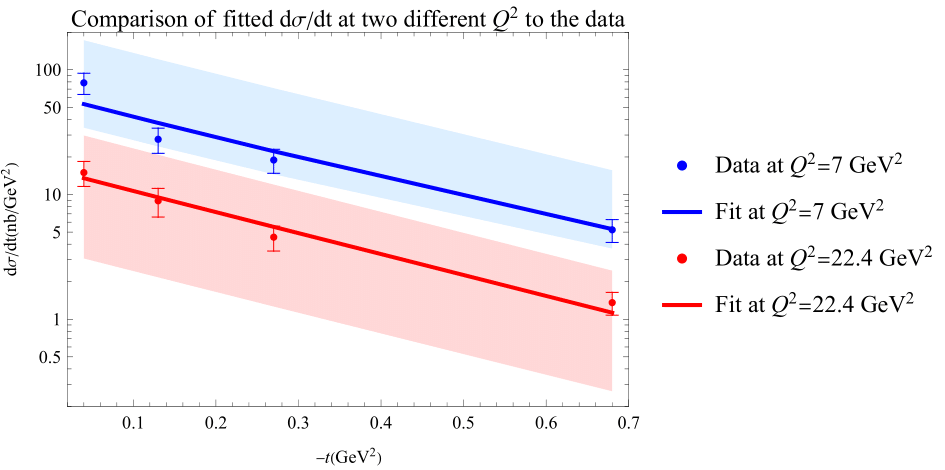 Comparison of fitted dσ/dt at two different Q² to the data
100
50
10
5
1
0.5
dσ/dt(nb/GeV²)
0.1 0.2 0.3 0.4 0.5 0.6 0.7
−t(GeV²)
Data at Q²=7 GeV²
Fit at Q²=7 GeV²
Data at Q²=22.4 GeV²
Fit at Q²=22.4 GeV²